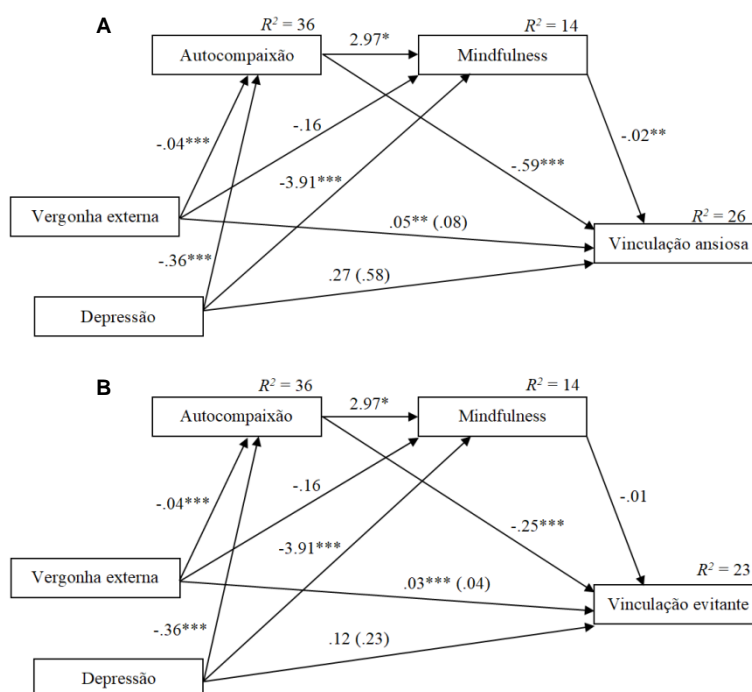 A
R² = 36
R² = 14
Autocompaixão
2.97*
Mindfulness
-.04***
-.16
-.02**
-3.91***
-.59***
Vergonha externa
.05** (.08)
R² = 26
Vinculação ansiosa
-.36***
.27 (.58)
Depressão
B
R² = 36
R² = 14
Autocompaixão
2.97*
Mindfulness
-.04***
-.16
-.01
-.25***
-3.91***
Vergonha externa
.03*** (.04)
R² = 23
Vinculação evitante
-.36***
.12 (.23)
Depressão